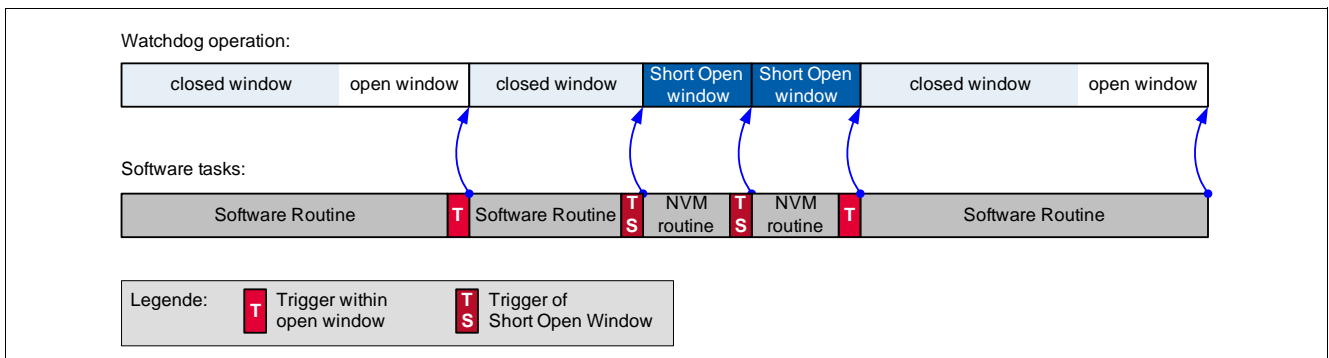 Watchdog operation:
closed window open window closed window Short Open window Short Open window closed window open window
Software tasks:
Software Routine T Software Routine T S NVM routine T S NVM routine T Software Routine
Legende: T Trigger within open window T S Trigger of Short Open Window